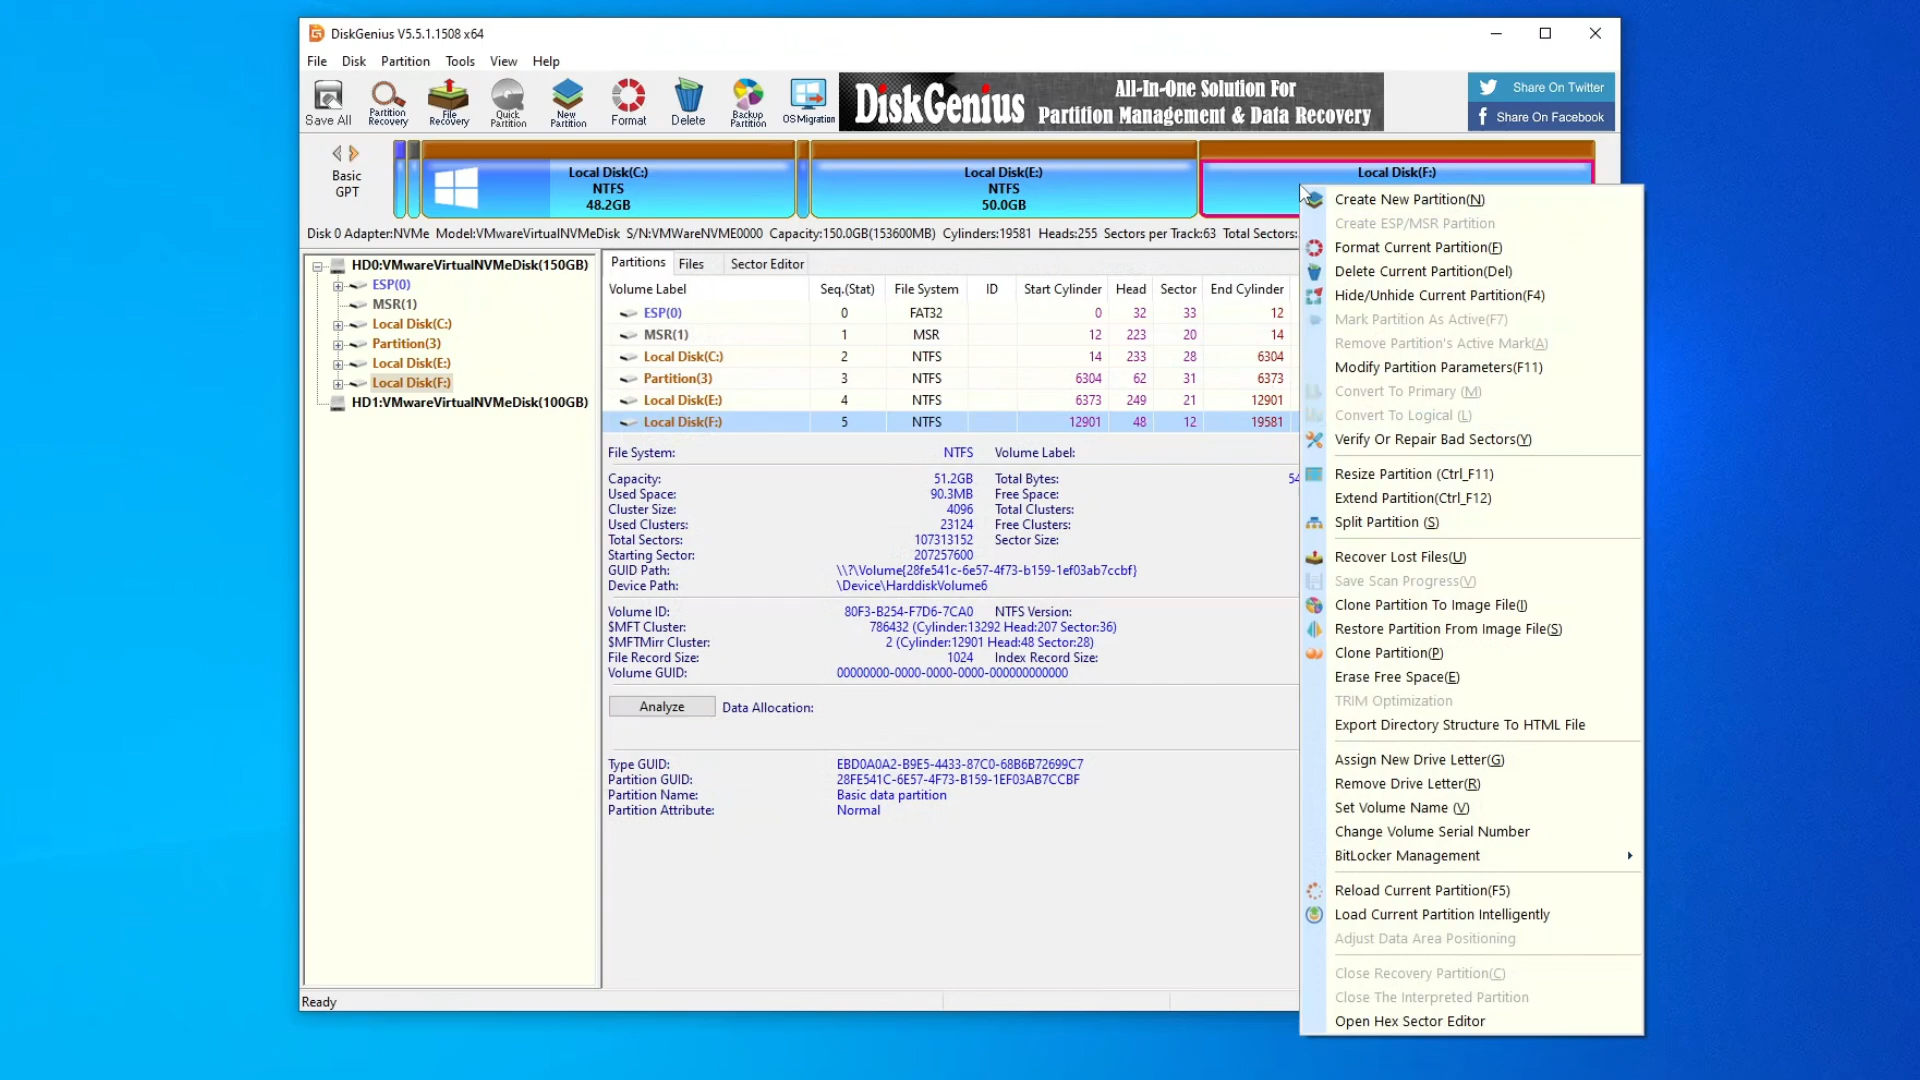 DiskGenius V5.5.1.1508 x64
File Disk Partition Tools View Help
Save All
Partition Recovery
File Recovery
Quick Partition
New Partition
Format
Delete
Backup Partition
OS Migration
DiskGenius
All-In-One Solution For
Partition Management & Data Recovery
Share On Twitter
Share On Facebook
Basic
GPT
Local Disk(C:)
NTFS
48.2GB
Local Disk(E:)
NTFS
50.0GB
Local Disk(F:)
Disk 0 Adapter:NVMe Model:VMwareVirtualNVMeDisk S/N:VMWareNVME0000 Capacity:150.0GB(153600MB) Cylinders:19581 Heads:255 Sectors per Track:63 Total Sectors:
HD0:VMwareVirtualNVMeDisk(150GB)
ESP(0)
MSR(1)
Local Disk(C:)
Partition(3)
Local Disk(E:)
Local Disk(F:)
HD1:VMwareVirtualNVMeDisk(100GB)
Partitions Files Sector Editor
Volume Label Seq.(Stat) File System ID Start Cylinder Head Sector End Cylinder
ESP(0) 0 FAT32 0 32 33 12
MSR(1) 1 MSR 12 223 20 14
Local Disk(C:) 2 NTFS 14 233 28 6304
Partition(3) 3 NTFS 6304 62 31 6373
Local Disk(E:) 4 NTFS 6373 249 21 12901
Local Disk(F:) 5 NTFS 12901 48 12 19581
File System: NTFS Volume Label:
Capacity: 51.2GB Total Bytes: 54
Used Space: 90.3MB Free Space:
Cluster Size: 4096 Total Clusters:
Used Clusters: 23124 Free Clusters:
Total Sectors: 107313152 Sector Size:
Starting Sector: 207257600
GUID Path: \\?\Volume{28fe541c-6e57-4f73-b159-1ef03ab7ccbf}
Device Path: \Device\HarddiskVolume6
Volume ID: 80F3-B254-F7D6-7CA0 NTFS Version:
$MFT Cluster: 786432 (Cylinder:13292 Head:207 Sector:36)
$MFTMirr Cluster: 2 (Cylinder:12901 Head:48 Sector:28)
File Record Size: 1024 Index Record Size:
Volume GUID: 00000000-0000-0000-0000-000000000000
Analyze Data Allocation:
Type GUID: EBD0A0A2-B9E5-4433-87C0-68B6B72699C7
Partition GUID: 28FE541C-6E57-4F73-B159-1EF03AB7CCBF
Partition Name: Basic data partition
Partition Attribute: Normal
Ready
Create New Partition(N)
Create ESP/MSR Partition
Format Current Partition(F)
Delete Current Partition(Del)
Hide/Unhide Current Partition(F4)
Mark Partition As Active(F7)
Remove Partition's Active Mark(A)
Modify Partition Parameters(F11)
Convert To Primary (M)
Convert To Logical (L)
Verify Or Repair Bad Sectors(Y)
Resize Partition (Ctrl_F11)
Extend Partition(Ctrl_F12)
Split Partition (S)
Recover Lost Files(U)
Save Scan Progress(V)
Clone Partition To Image File(I)
Restore Partition From Image File(S)
Clone Partition(P)
Erase Free Space(E)
TRIM Optimization
Export Directory Structure To HTML File
Assign New Drive Letter(G)
Remove Drive Letter(R)
Set Volume Name (V)
Change Volume Serial Number
BitLocker Management
Reload Current Partition(F5)
Load Current Partition Intelligently
Adjust Data Area Positioning
Close Recovery Partition(C)
Close The Interpreted Partition
Open Hex Sector Editor